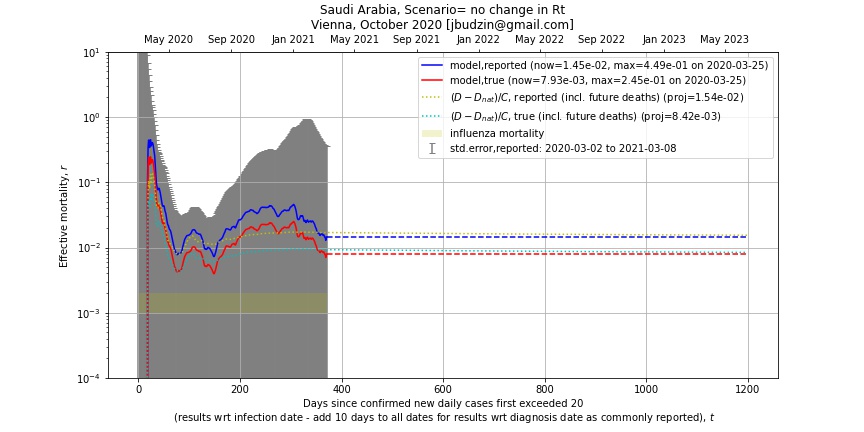 Saudi Arabia, Scenario= no change in Rt
Vienna, October 2020 [jbudzin@gmail.com]
May 2020 Sep 2020 Jan 2021 May 2021 Sep 2021 Jan 2022 May 2022 Sep 2022 Jan 2023 May 2023
model,reported (now=1.45e-02, max=4.49e-01 on 2020-03-25)
model,true (now=7.93e-03, max=2.45e-01 on 2020-03-25)
(D − D_nat)/C, reported (incl. future deaths) (proj=1.54e-02)
(D − D_nat)/C, true (incl. future deaths) (proj=8.42e-03)
influenza mortality
std.error,reported: 2020-03-02 to 2021-03-08
Effective mortality, r
10¹
10⁰
10⁻¹
10⁻²
10⁻³
10⁻⁴
0 200 400 600 800 1000 1200
Days since confirmed new daily cases first exceeded 20
(results wrt infection date - add 10 days to all dates for results wrt diagnosis date as commonly reported), t